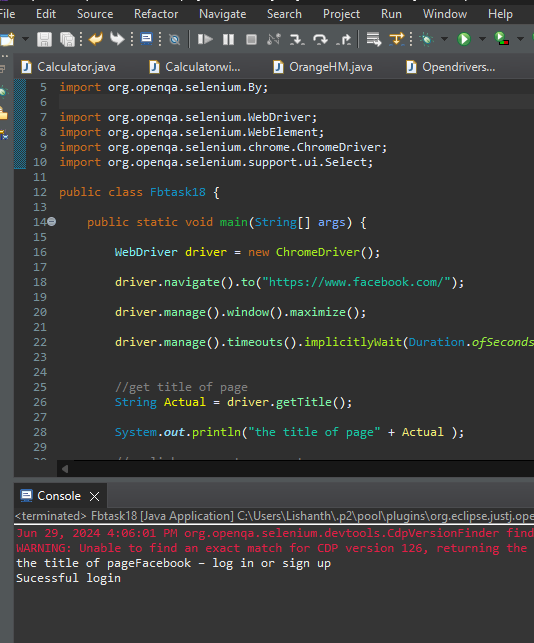 File Edit Source Refactor Navigate Search Project Run Window Help
Calculator.java Calculatorwi... OrangeHM.java Opendrivers...
5 import org.openqa.selenium.By;
6
7 import org.openqa.selenium.WebDriver;
8 import org.openqa.selenium.WebElement;
9 import org.openqa.selenium.chrome.ChromeDriver;
10 import org.openqa.selenium.support.ui.Select;
11
12 public class Fbtask18 {
13
14 public static void main(String[] args) {
15
16 WebDriver driver = new ChromeDriver();
17
18 driver.navigate().to("https://www.facebook.com/");
19
20 driver.manage().window().maximize();
21
22 driver.manage().timeouts().implicitlyWait(Duration.ofSeconds
23
24
25 //get title of page
26 String Actual = driver.getTitle();
27
28 System.out.println("the title of page" + Actual );
29
Console
<terminated> Fbtask18 [Java Application] C:\Users\Lishanth\.p2\pool\plugins\org.eclipse.justj.ope
Jun 29, 2024 4:06:01 PM org.openqa.selenium.devtools.CdpVersionFinder find
WARNING: Unable to find an exact match for CDP version 126, returning the
the title of pageFacebook – log in or sign up
Sucessful login